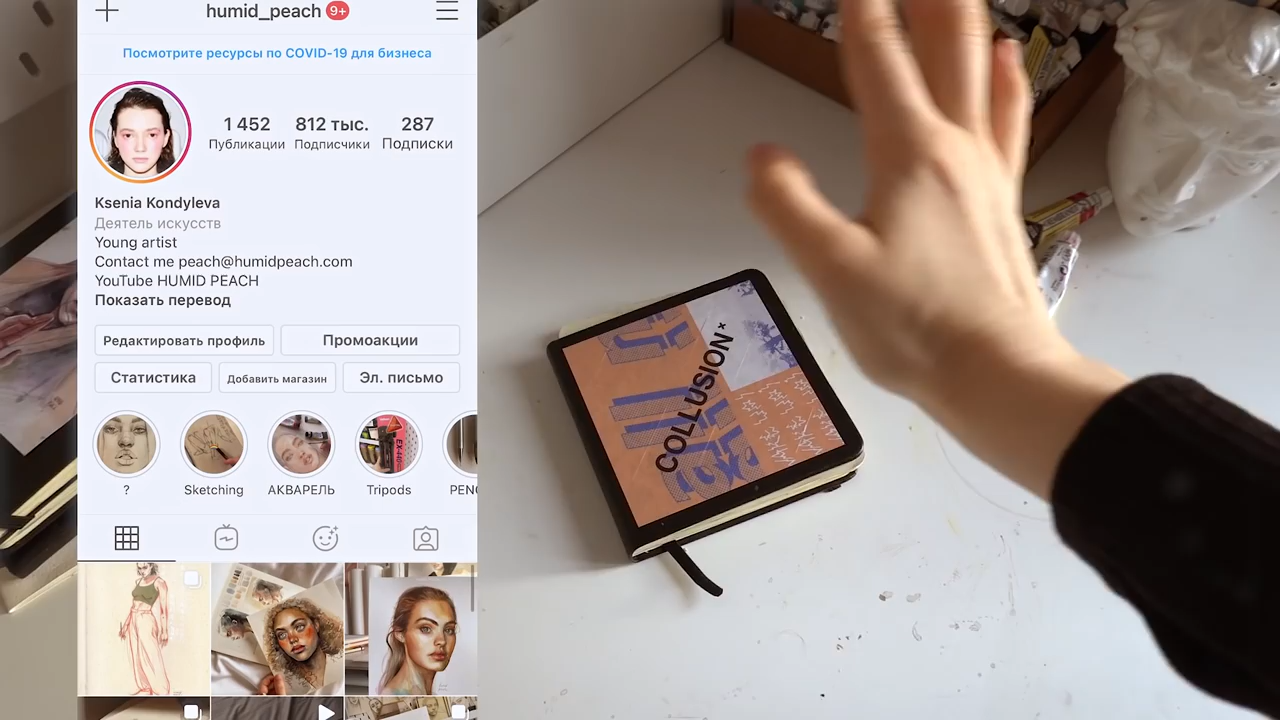 humid_peach 9+
Посмотрите ресурсы по COVID-19 для бизнеса
1 452 812 тыс. 287
Публикации Подписчики Подписки
Ksenia Kondyleva
Деятель искусств
Young artist
Contact me peach@humidpeach.com
YouTube HUMID PEACH
Показать перевод
Редактировать профиль Промоакции
Статистика Добавить магазин Эл. письмо
? Sketching АКВАРЕЛЬ Tripods
COLLUSION×